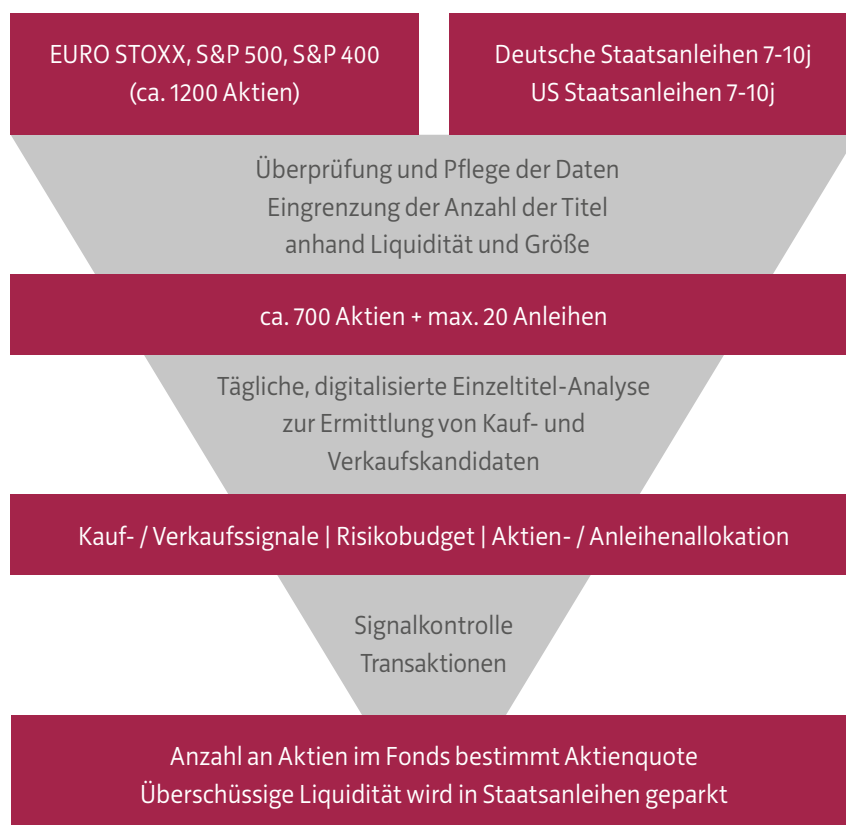 EURO STOXX, S&P 500, S&P 400
(ca. 1200 Aktien)
Deutsche Staatsanleihen 7-10j
US Staatsanleihen 7-10j
Überprüfung und Pflege der Daten
Eingrenzung der Anzahl der Titel
anhand Liquidität und Größe
ca. 700 Aktien + max. 20 Anleihen
Tägliche, digitalisierte Einzeltitel-Analyse
zur Ermittlung von Kauf- und
Verkaufskandidaten
Kauf- / Verkaufssignale | Risikobudget | Aktien- / Anleihenallokation
Signalkontrolle
Transaktionen
Anzahl an Aktien im Fonds bestimmt Aktienquote
Überschüssige Liquidität wird in Staatsanleihen geparkt